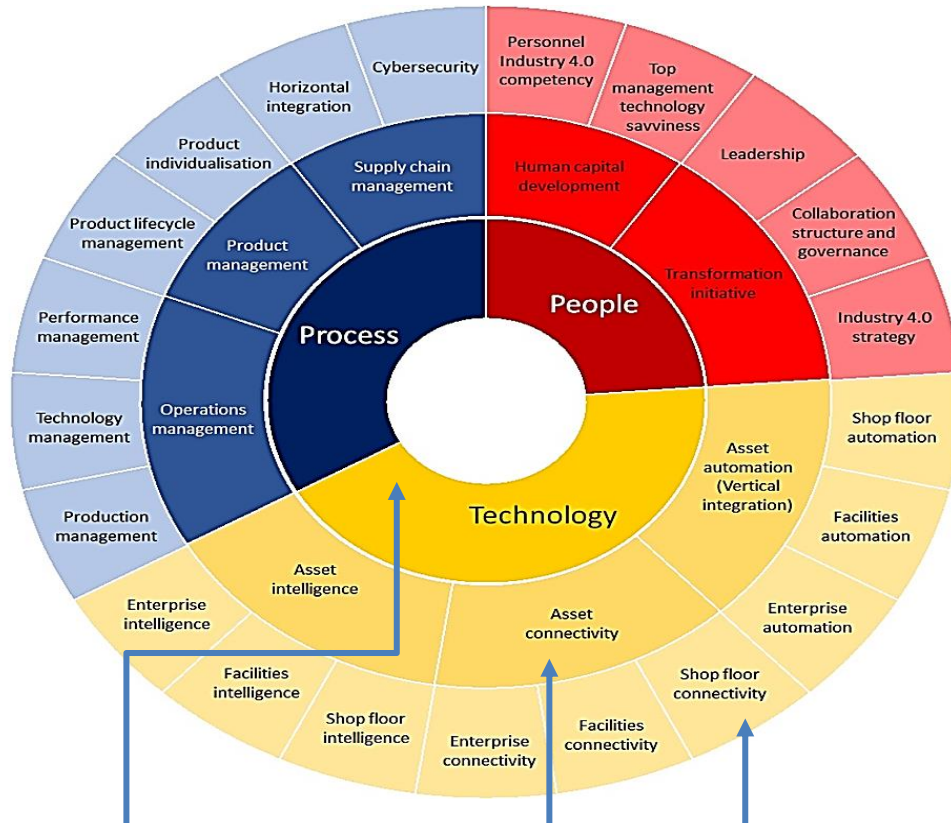 Process
People
Technology
Supply chain
management
Product
management
Operations
management
Human capital
development
Transformation
initiative
Asset
automation
(Vertical
integration)
Asset
connectivity
Asset
intelligence
Cybersecurity
Horizontal
integration
Product
individualisation
Product lifecycle
management
Performance
management
Technology
management
Production
management
Personnel
Industry 4.0
competency
Top
management
technology
savviness
Leadership
Collaboration
structure and
governance
Industry 4.0
strategy
Shop floor
automation
Facilities
automation
Enterprise
automation
Shop floor
connectivity
Facilities
connectivity
Enterprise
connectivity
Shop floor
intelligence
Facilities
intelligence
Enterprise
intelligence